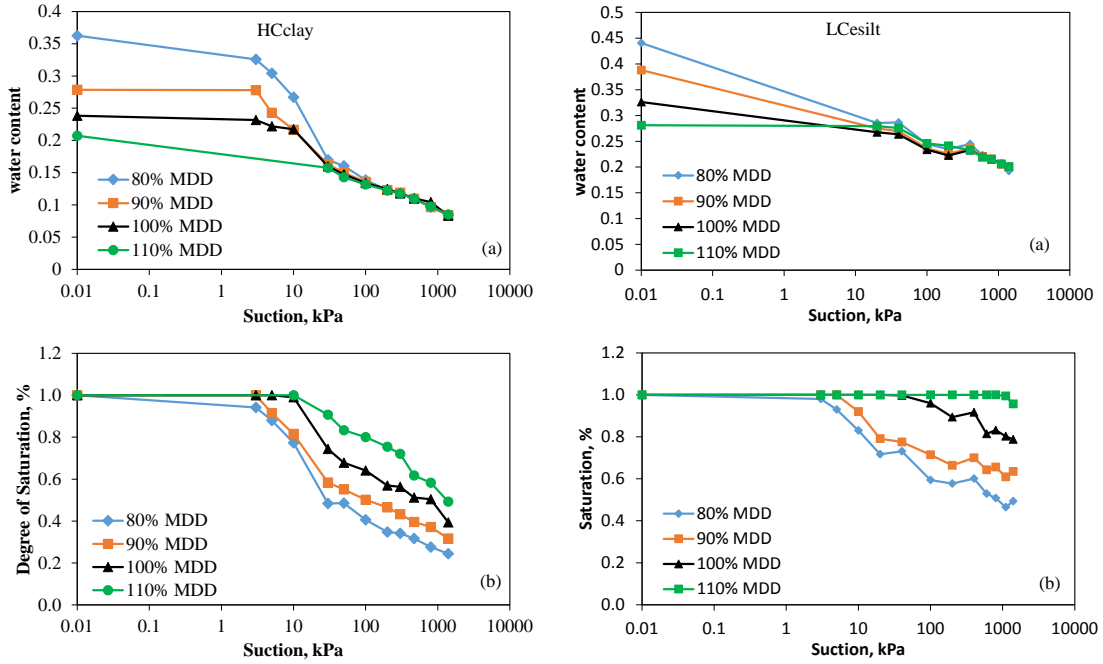 HCclay
water content
0.4
0.35
0.3
0.25
0.2
0.15
0.1
0.05
0
80% MDD
90% MDD
100% MDD
110% MDD
(a)
0.01 0.1 1 10 100 1000 10000
Suction, kPa
LCesilt
water content
0.5
0.45
0.4
0.35
0.3
0.25
0.2
0.15
0.1
0.05
0
80% MDD
90% MDD
100% MDD
110% MDD
(a)
0.01 0.1 1 10 100 1000 10000
Suction, kPa
Degree of Saturation, %
1.2
1.0
0.8
0.6
0.4
0.2
0.0
80% MDD
90% MDD
100% MDD
110% MDD
(b)
0.01 0.1 1 10 100 1000 10000
Suction, kPa
Saturation, %
1.2
1.0
0.8
0.6
0.4
0.2
0.0
80% MDD
90% MDD
100% MDD
110% MDD
(b)
0.01 0.1 1 10 100 1000 10000
Suction, kPa